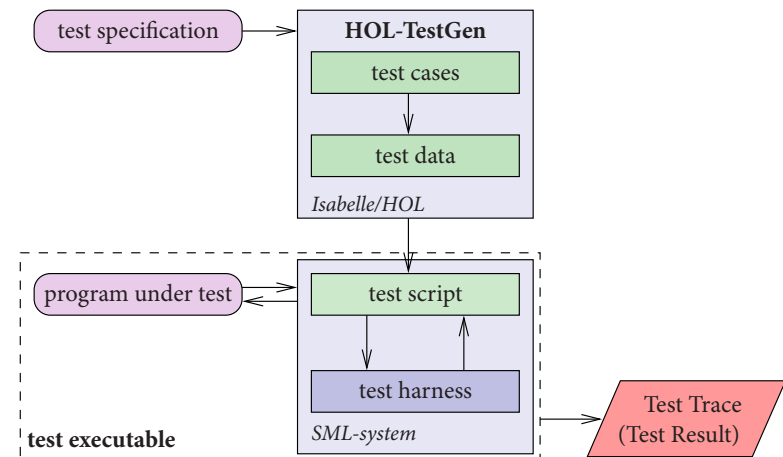 test specification
HOL-TestGen
test cases
test data
Isabelle/HOL
program under test
test script
test harness
SML-system
test executable
Test Trace
(Test Result)